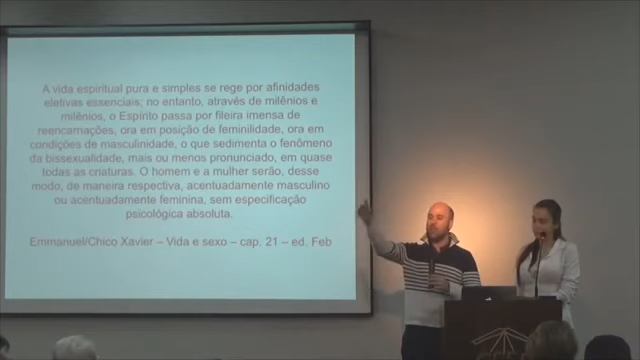 A vida espiritual pura e simples se rege por afinidades
eletivas essenciais; no entanto, através de milênios e
milênios, o Espírito passa por fileira imensa de
reencarnações, ora em posição de feminilidade, ora em
condições de masculinidade, o que sedimenta o fenômeno
da bissexualidade, mais ou menos pronunciado, em quase
todas as criaturas. O homem e a mulher serão, desse
modo, de maneira respectiva, acentuadamente masculino
ou acentuadamente feminina, sem especificação
psicológica absoluta.
Emmanuel/Chico Xavier – Vida e sexo – cap. 21 – ed. Feb